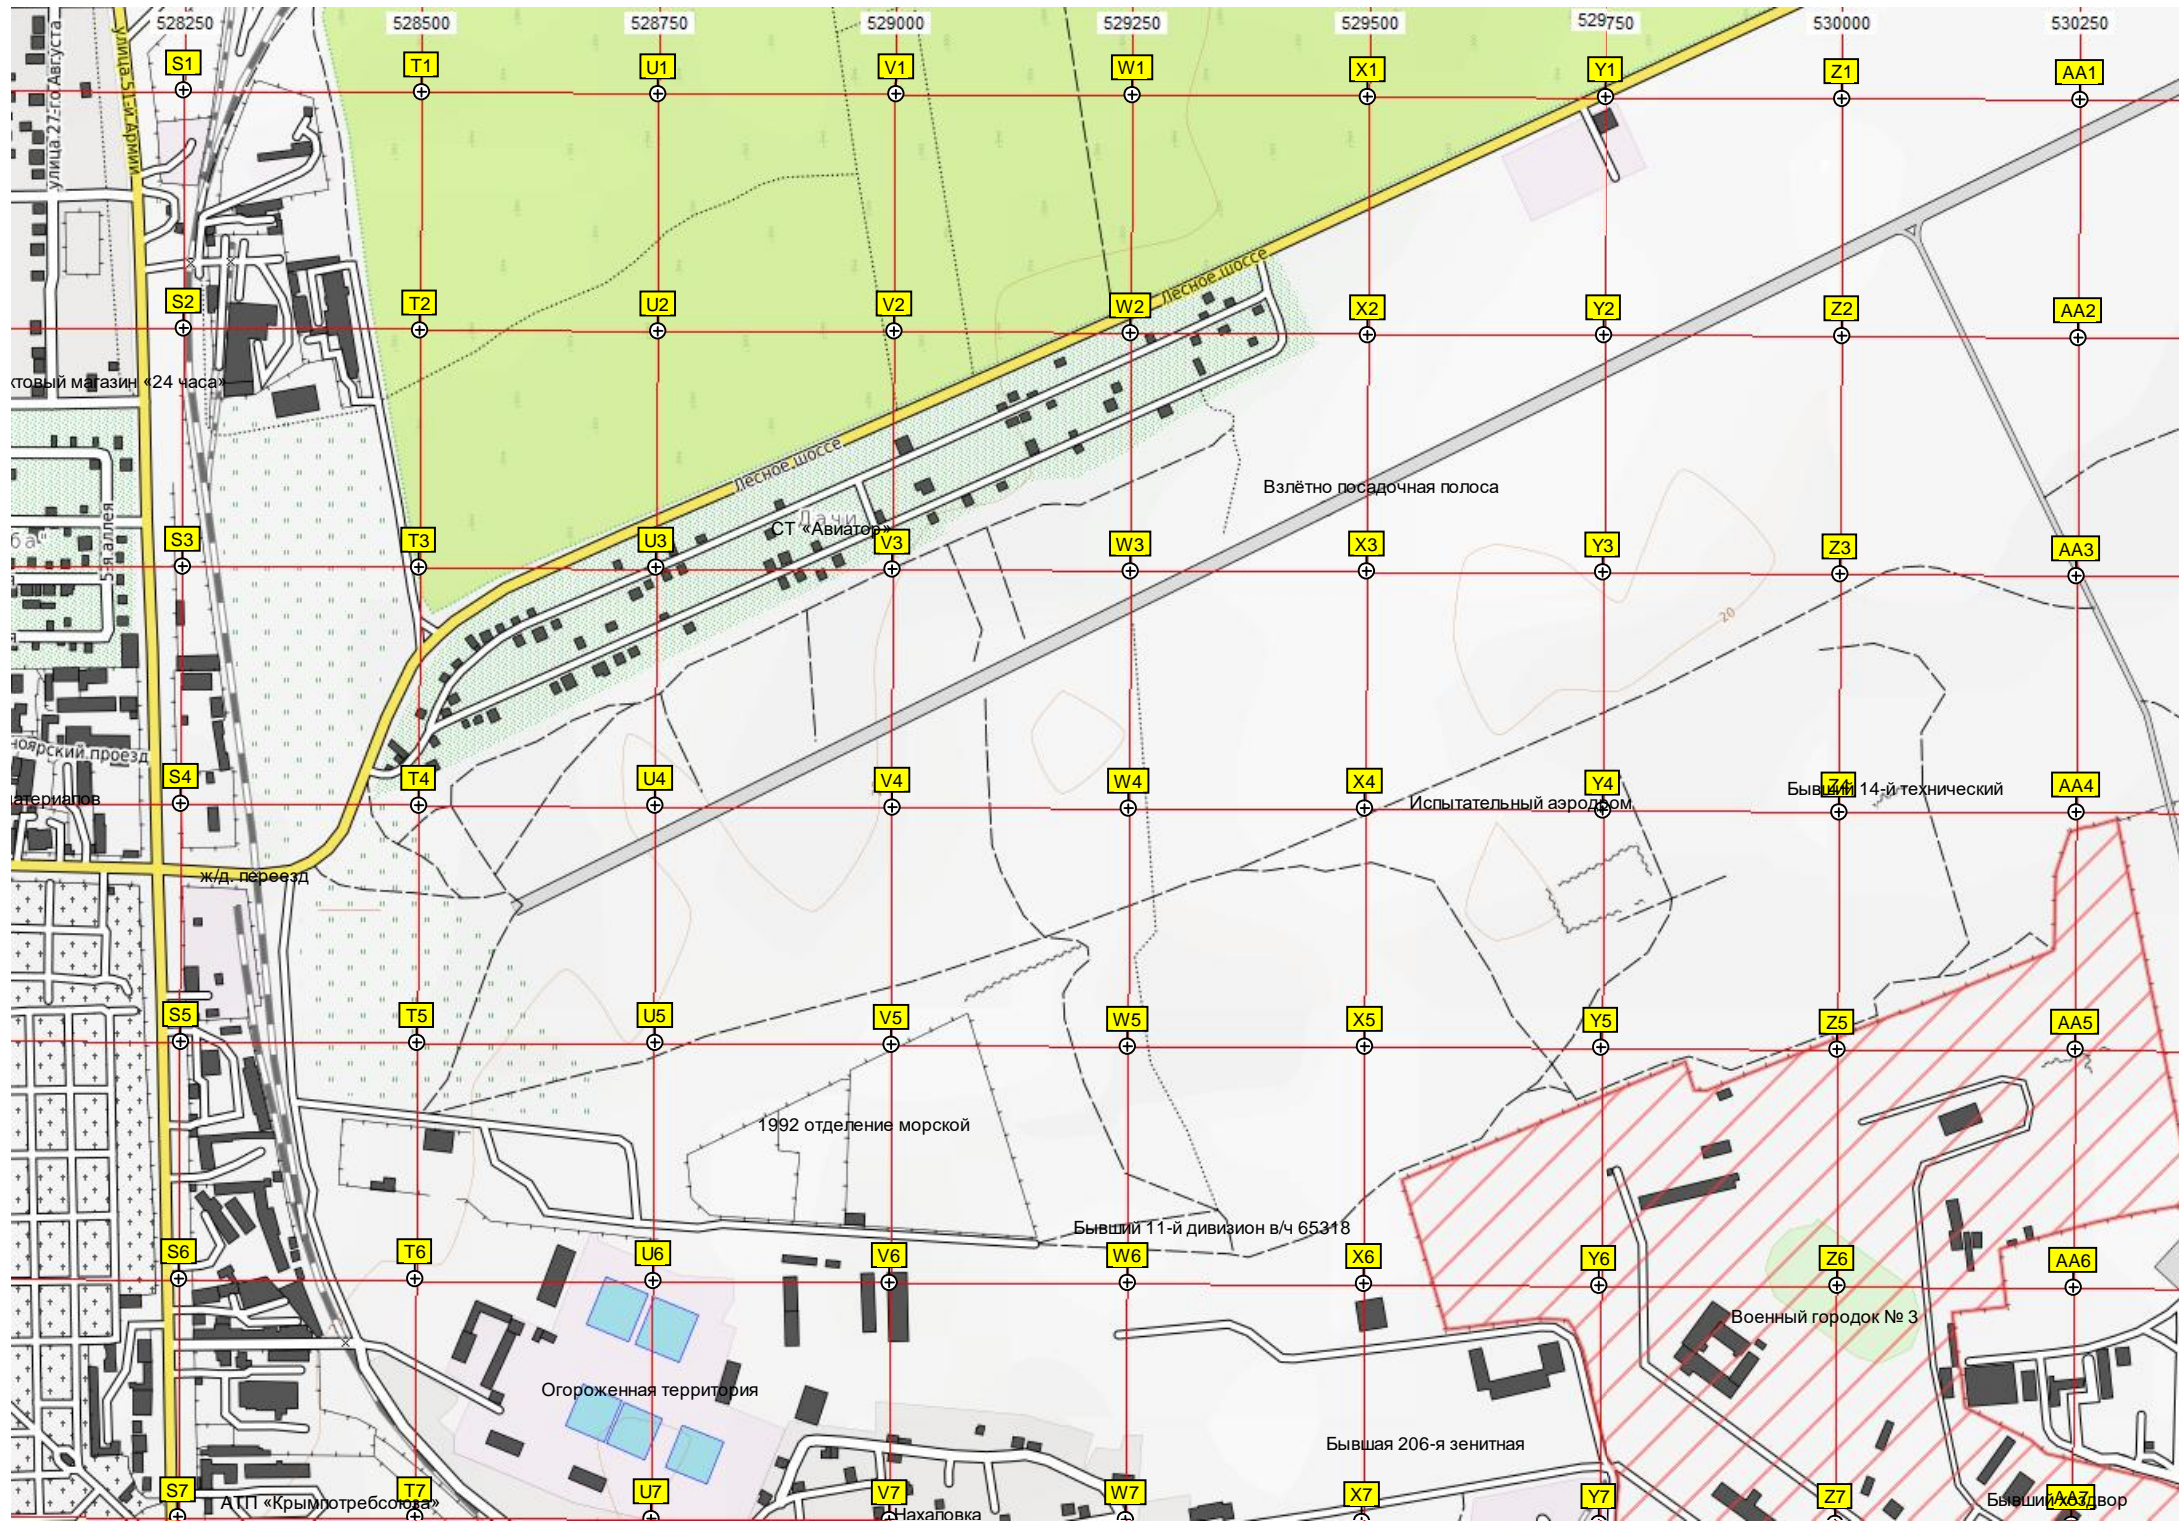 528250 528500 528750 529000 529250 529500 529750 530000 530250
улица 27-го Августа
улица 51-й Армии
S1 T1 U1 V1 W1 X1 Y1 Z1 AA1
Лесное шоссе
S2 T2 U2 V2 W2 X2 Y2 Z2 AA2
ктовый магазин «24 часа»
Лесное шоссе
Взлётно посадочная полоса
Дачи
СТ «Авиатор»
5-я аллея
ба"
S3 T3 U3 V3 W3 X3 Y3 Z3 AA3
20
ноярский проезд
S4 T4 U4 V4 W4 X4 Y4 Z4 AA4
Бывший 14-й технический
Испытательный аэродром
атериалов
ж/д. переезд
S5 T5 U5 V5 W5 X5 Y5 Z5 AA5
1992 отделение морской
Бывший 11-й дивизион в/ч 65318
S6 T6 U6 V6 W6 X6 Y6 Z6 AA6
Военный городок № 3
Огороженная территория
Бывшая 206-я зенитная
S7 T7 U7 V7 W7 X7 Y7 Z7 AA7
АТП «Крымпотребсоюза»
Нахаловка
Бывший хоздвор